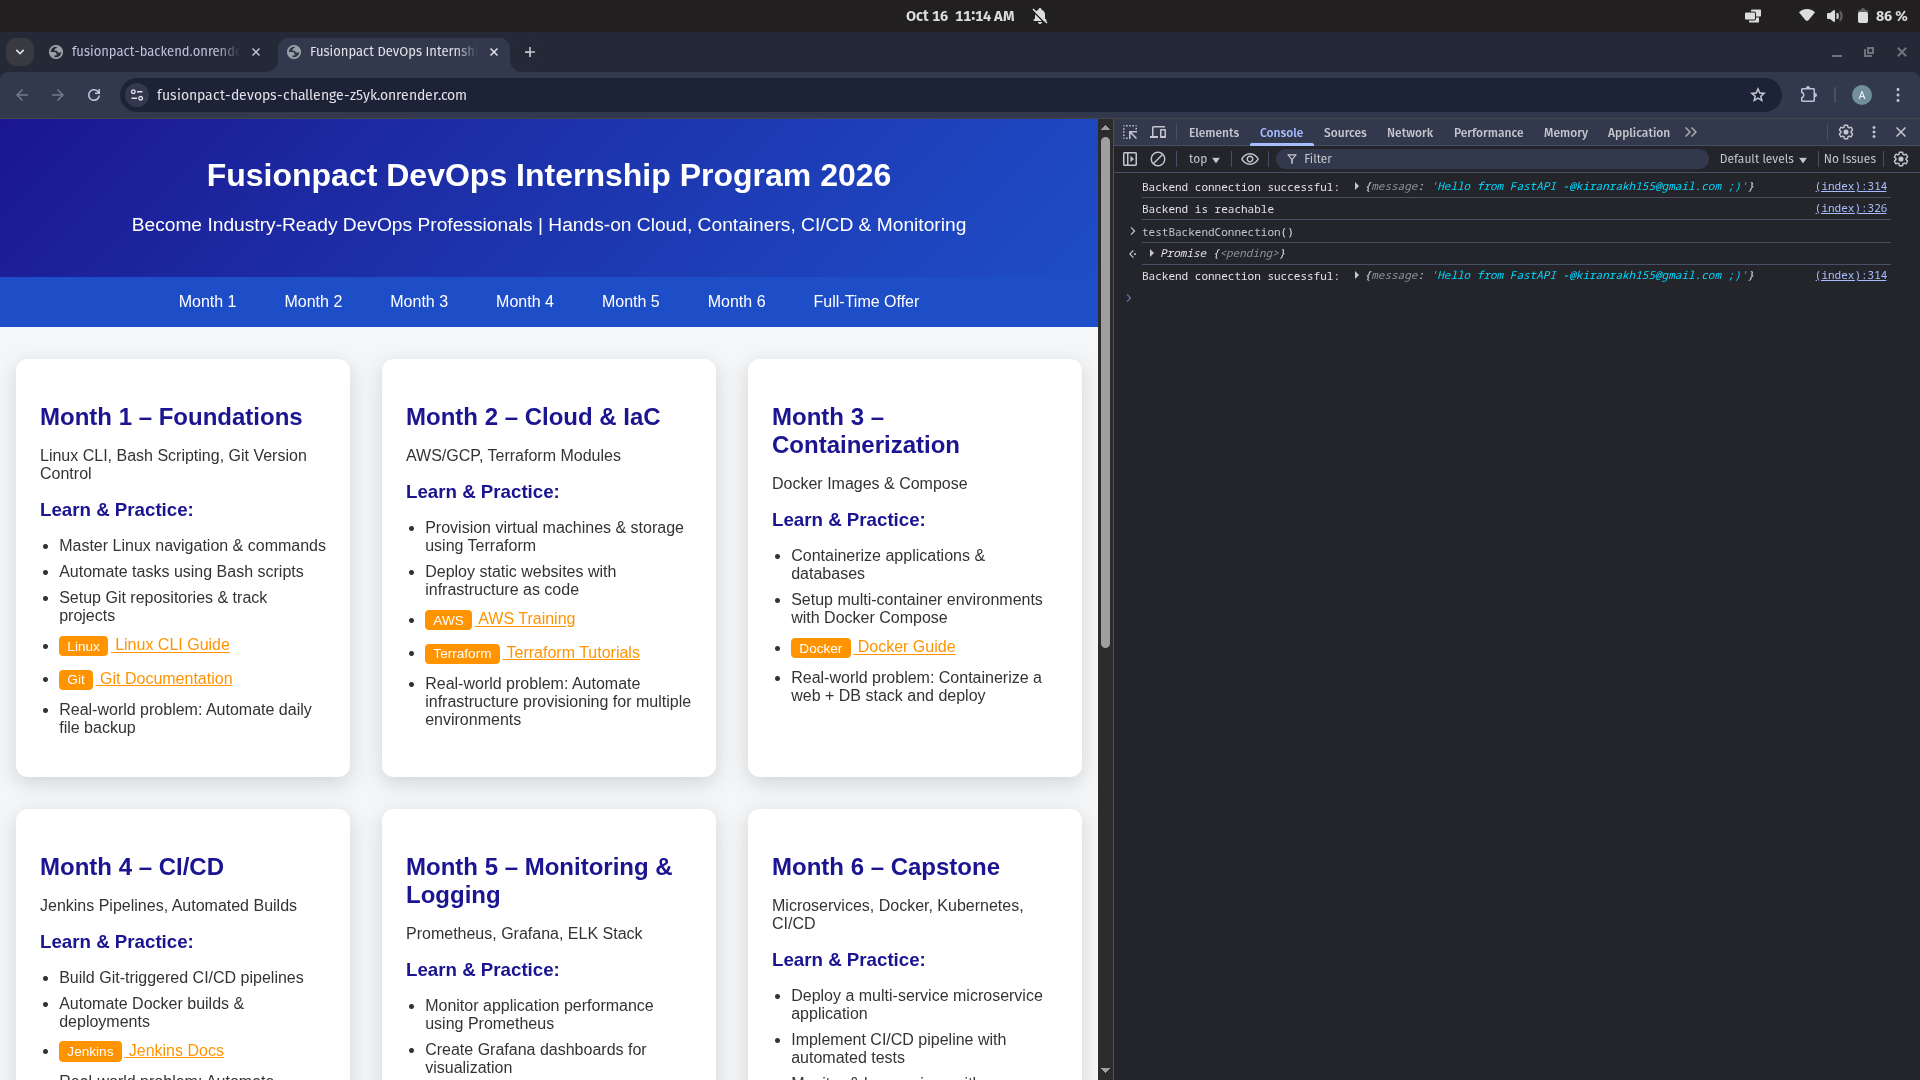 Oct 16 11:14 AM
86 %
fusionpact-backend.onrend
Fusionpact DevOps Internsh
fusionpact-devops-challenge-z5yk.onrender.com
A
Fusionpact DevOps Internship Program 2026
Become Industry-Ready DevOps Professionals | Hands-on Cloud, Containers, CI/CD & Monitoring
Month 1 Month 2 Month 3 Month 4 Month 5 Month 6 Full-Time Offer
Month 1 – Foundations
Linux CLI, Bash Scripting, Git Version
Control
Learn & Practice:
• Master Linux navigation & commands
• Automate tasks using Bash scripts
• Setup Git repositories & track
projects
• Linux Linux CLI Guide
• Git Git Documentation
• Real-world problem: Automate daily
file backup
Month 2 – Cloud & IaC
AWS/GCP, Terraform Modules
Learn & Practice:
• Provision virtual machines & storage
using Terraform
• Deploy static websites with
infrastructure as code
• AWS AWS Training
• Terraform Terraform Tutorials
• Real-world problem: Automate
infrastructure provisioning for multiple
environments
Month 3 –
Containerization
Docker Images & Compose
Learn & Practice:
• Containerize applications &
databases
• Setup multi-container environments
with Docker Compose
• Docker Docker Guide
• Real-world problem: Containerize a
web + DB stack and deploy
Month 4 – CI/CD
Jenkins Pipelines, Automated Builds
Learn & Practice:
• Build Git-triggered CI/CD pipelines
• Automate Docker builds &
deployments
• Jenkins Jenkins Docs
Real-world problem: Automate
Month 5 – Monitoring &
Logging
Prometheus, Grafana, ELK Stack
Learn & Practice:
• Monitor application performance
using Prometheus
• Create Grafana dashboards for
visualization
Month 6 – Capstone
Microservices, Docker, Kubernetes,
CI/CD
Learn & Practice:
• Deploy a multi-service microservice
application
• Implement CI/CD pipeline with
automated tests
Elements Console Sources Network Performance Memory Application
top Filter Default levels No Issues
Backend connection successful: {message: 'Hello from FastAPI -@kiranrakh155@gmail.com ;)'} (index):314
Backend is reachable (index):326
testBackendConnection()
Promise {<pending>}
Backend connection successful: {message: 'Hello from FastAPI -@kiranrakh155@gmail.com ;)'} (index):314